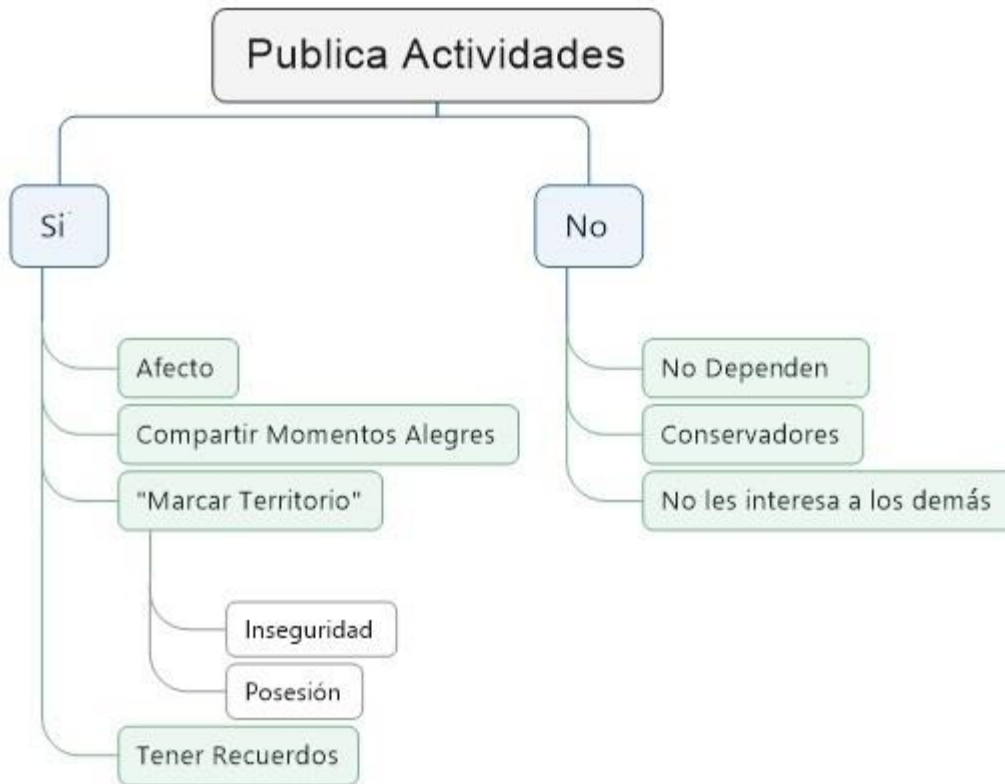 Publica Actividades
Si
No
Afecto
Compartir Momentos Alegres
"Marcar Territorio"
Inseguridad
Posesión
Tener Recuerdos
No Dependen
Conservadores
No les interesa a los demás